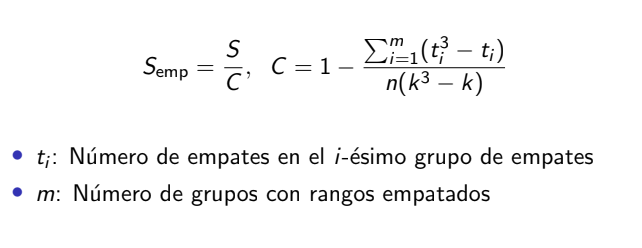 S_emp = S/C, C = 1 − ∑_{i=1}^{m}(t_i^3 − t_i)/n(k^3 − k)
• t_i: Número de empates en el i-ésimo grupo de empates
• m: Número de grupos con rangos empatados